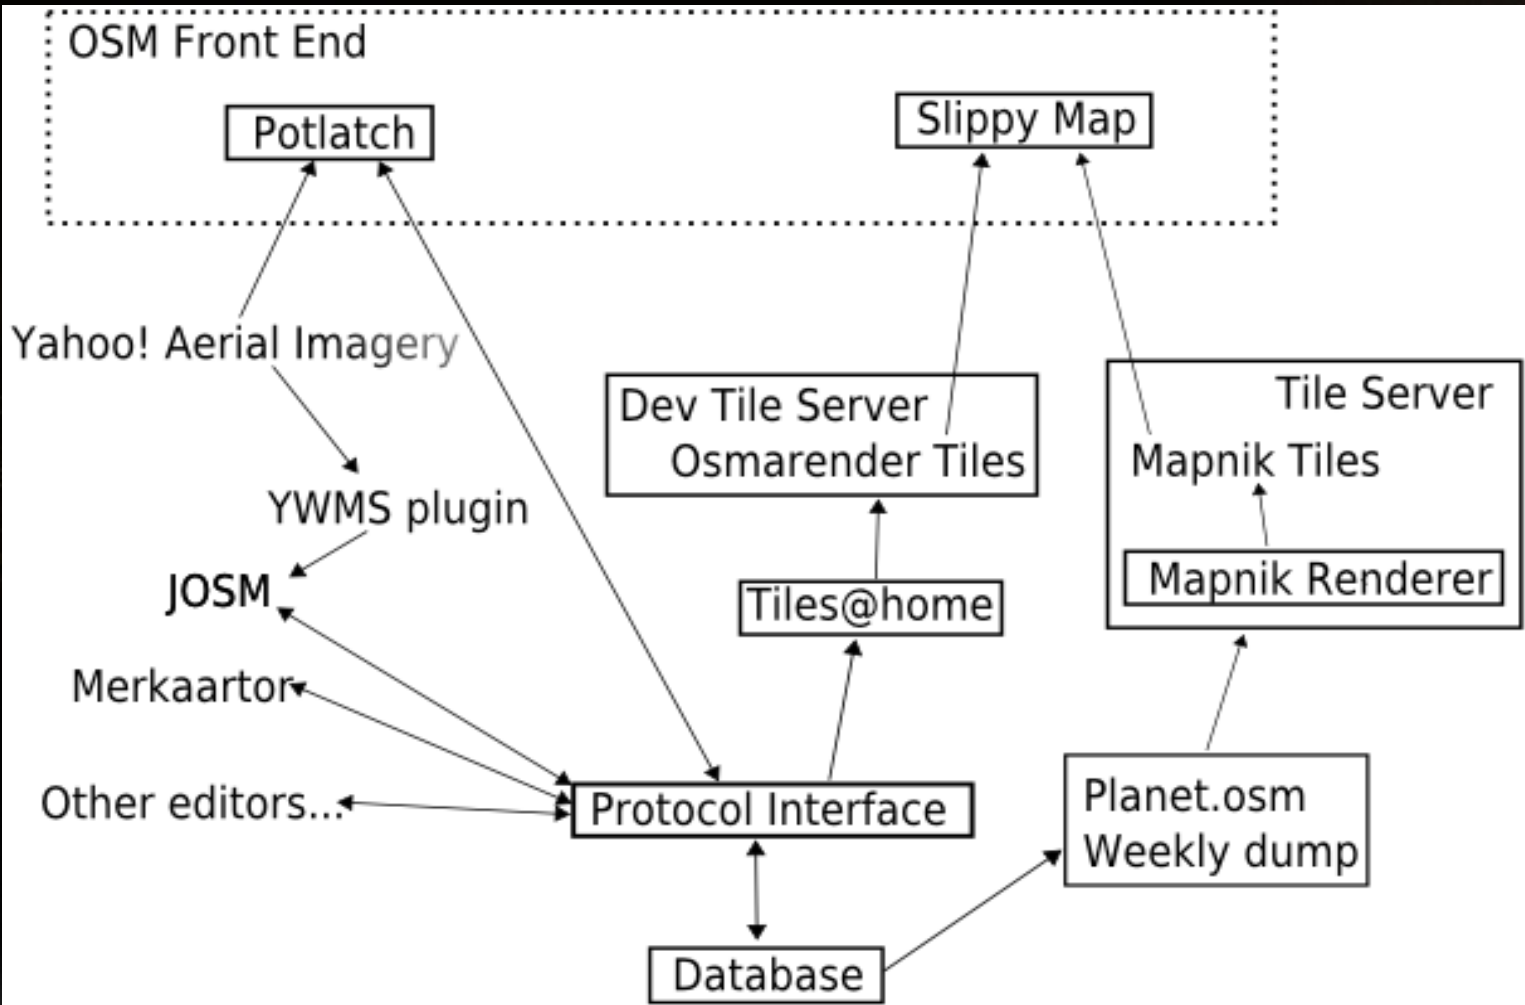 OSM Front End
Potlatch
Slippy Map
Yahoo! Aerial Imagery
Dev Tile Server
Osmarender Tiles
Tile Server
Mapnik Tiles
YWMS plugin
JOSM
Mapnik Renderer
Tiles@home
Merkaartor
Other editors...
Protocol Interface
Planet.osm
Weekly dump
Database